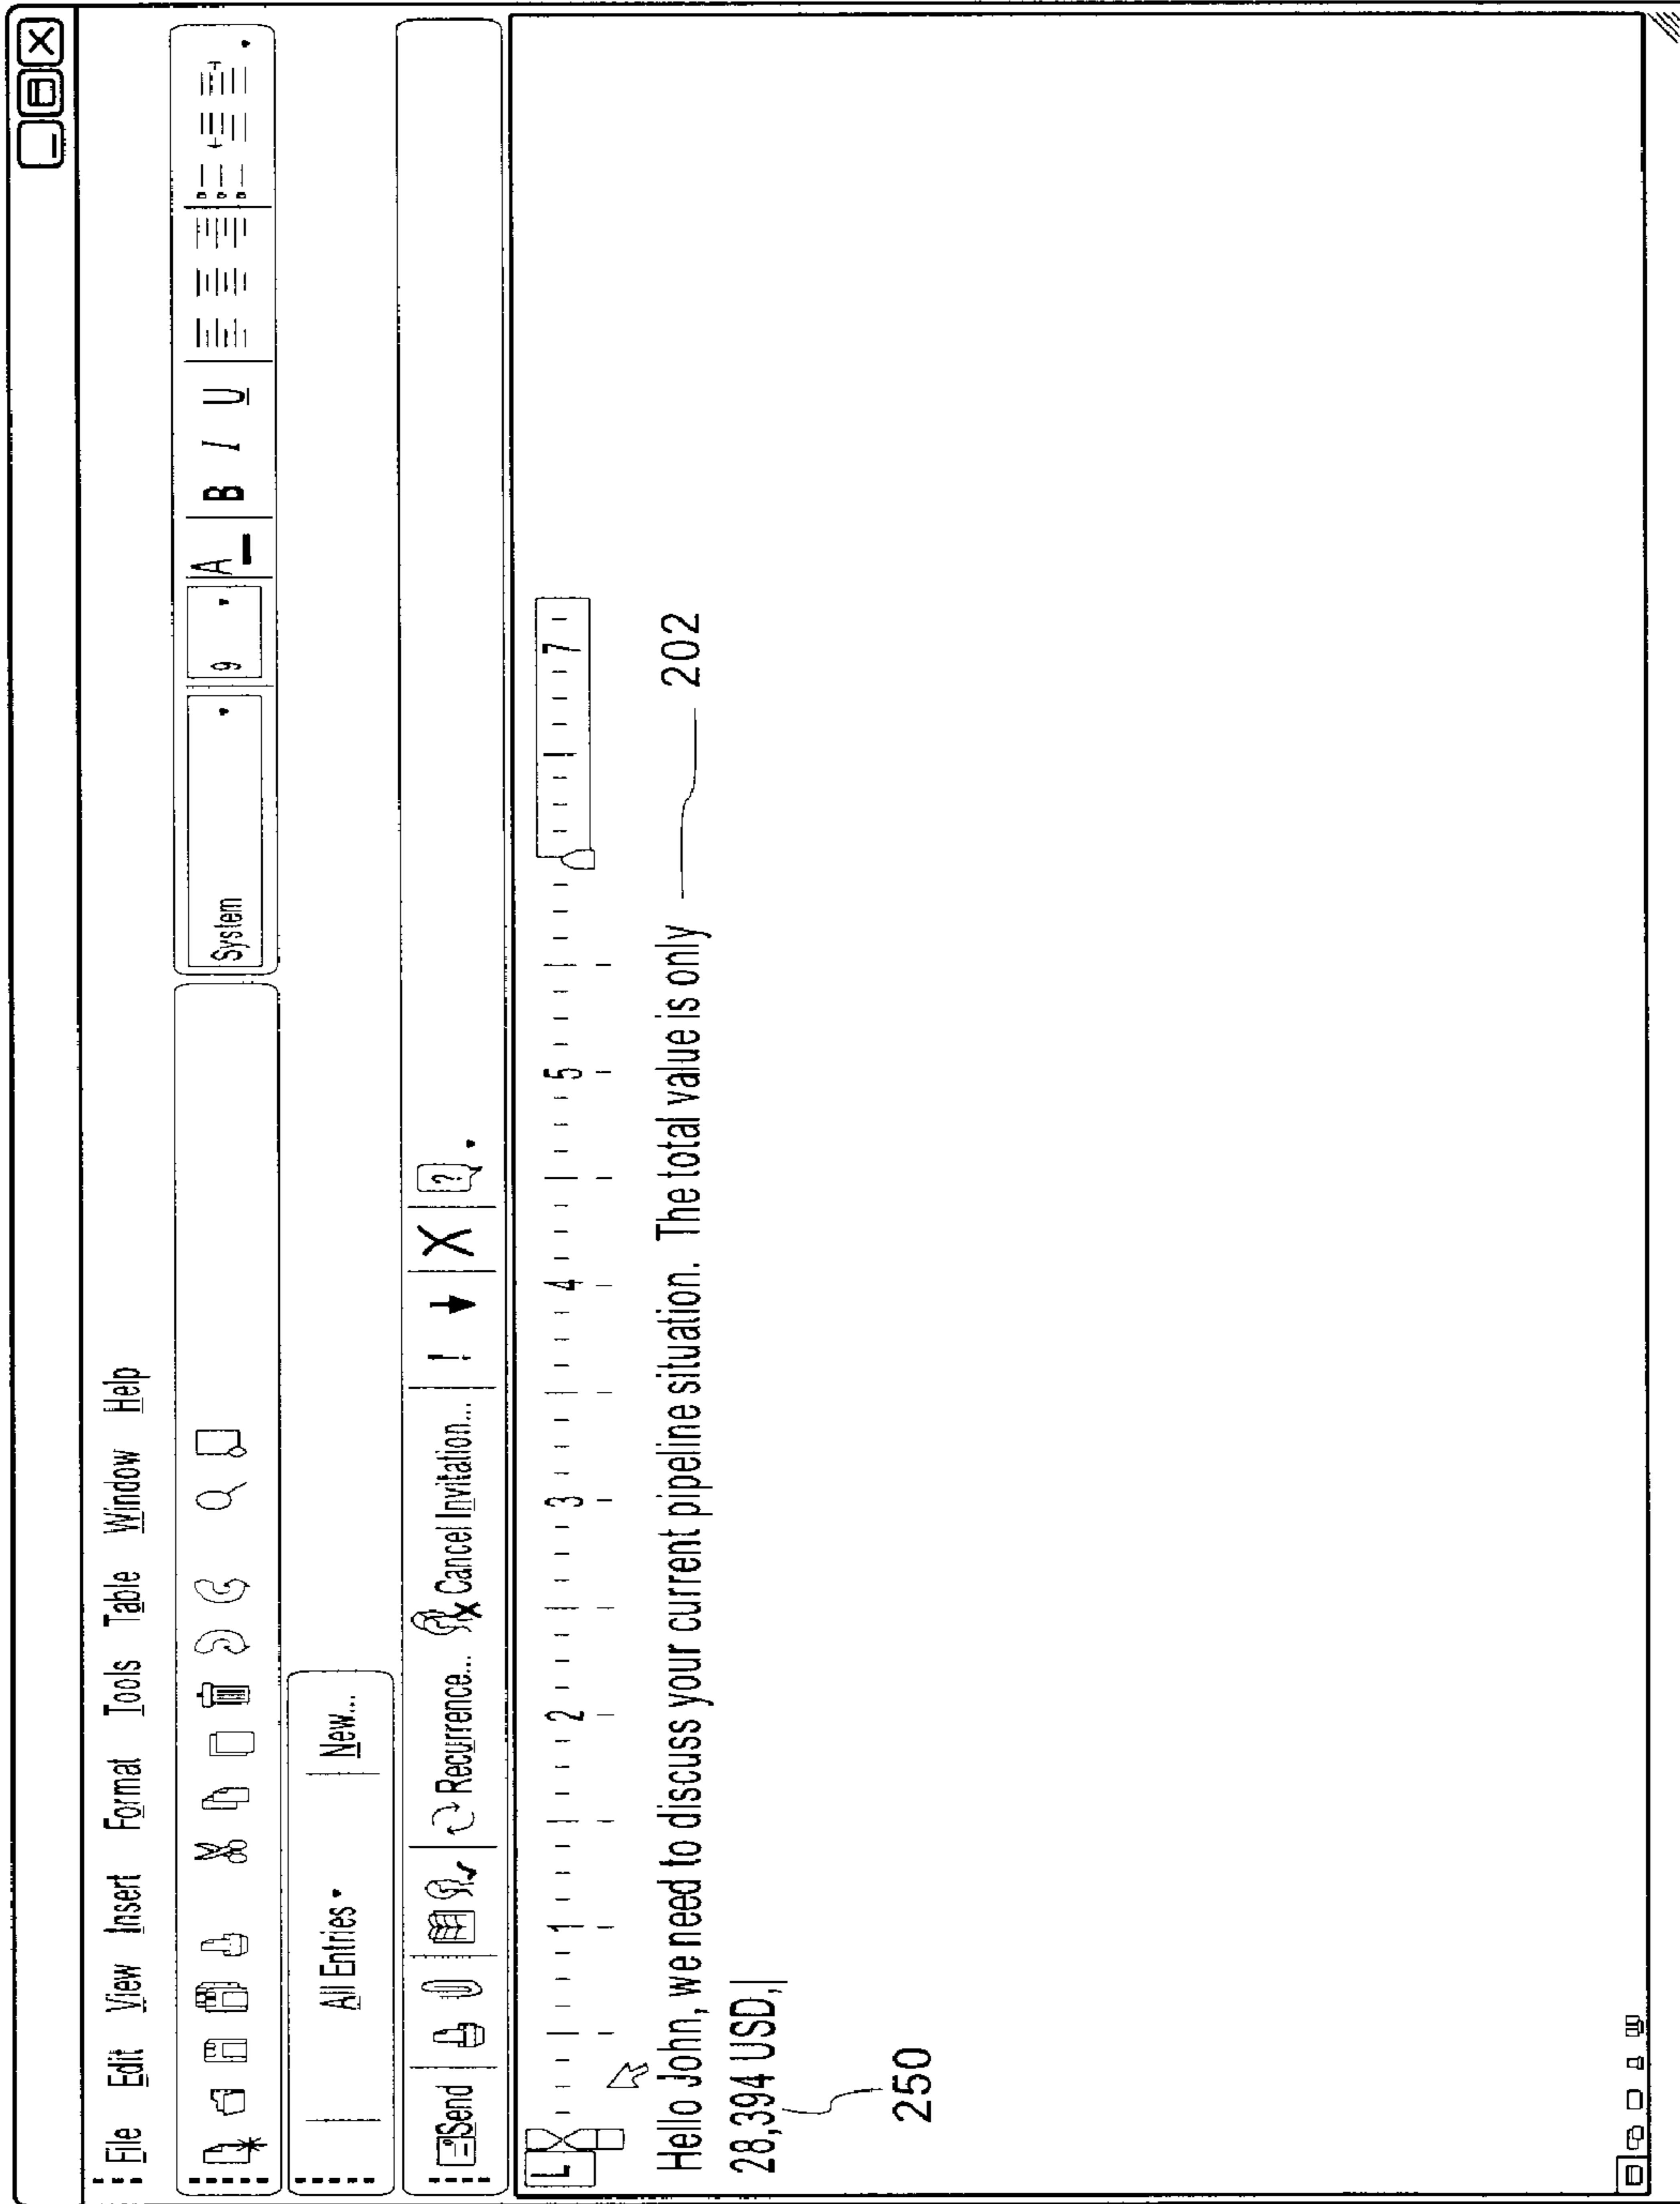 File Edit View Insert Format Tools Table Window Help
System 9 A B I U
All Entries New...
Send Recurrence... Cancel Invitation... ! X ?
L 1 2 3 4 5 7
Hello John, we need to discuss your current pipeline situation. The total value is only 202
28,394 USD,
250